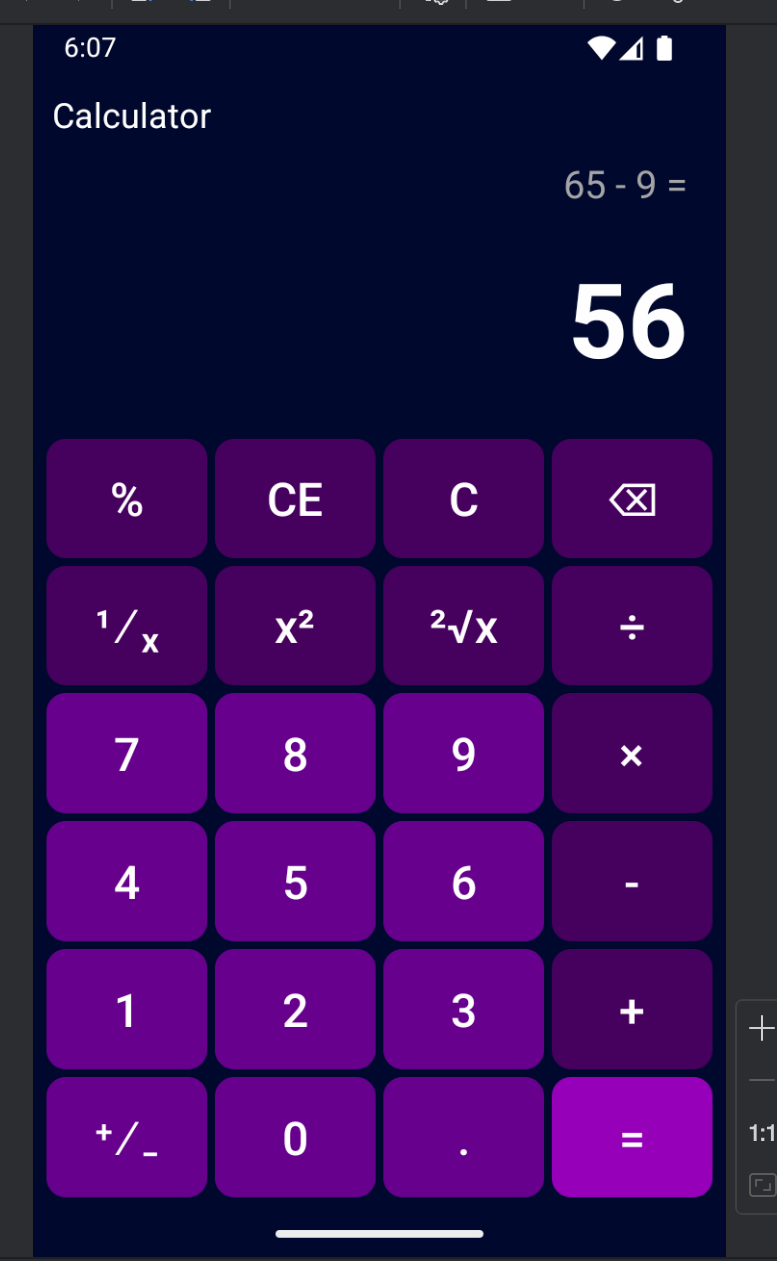 6:07
Calculator
65 - 9 =
56
% CE C
¹/x x² ²√x ÷
7 8 9 ×
4 5 6 -
1 2 3 +
+/- 0 . =
1:1